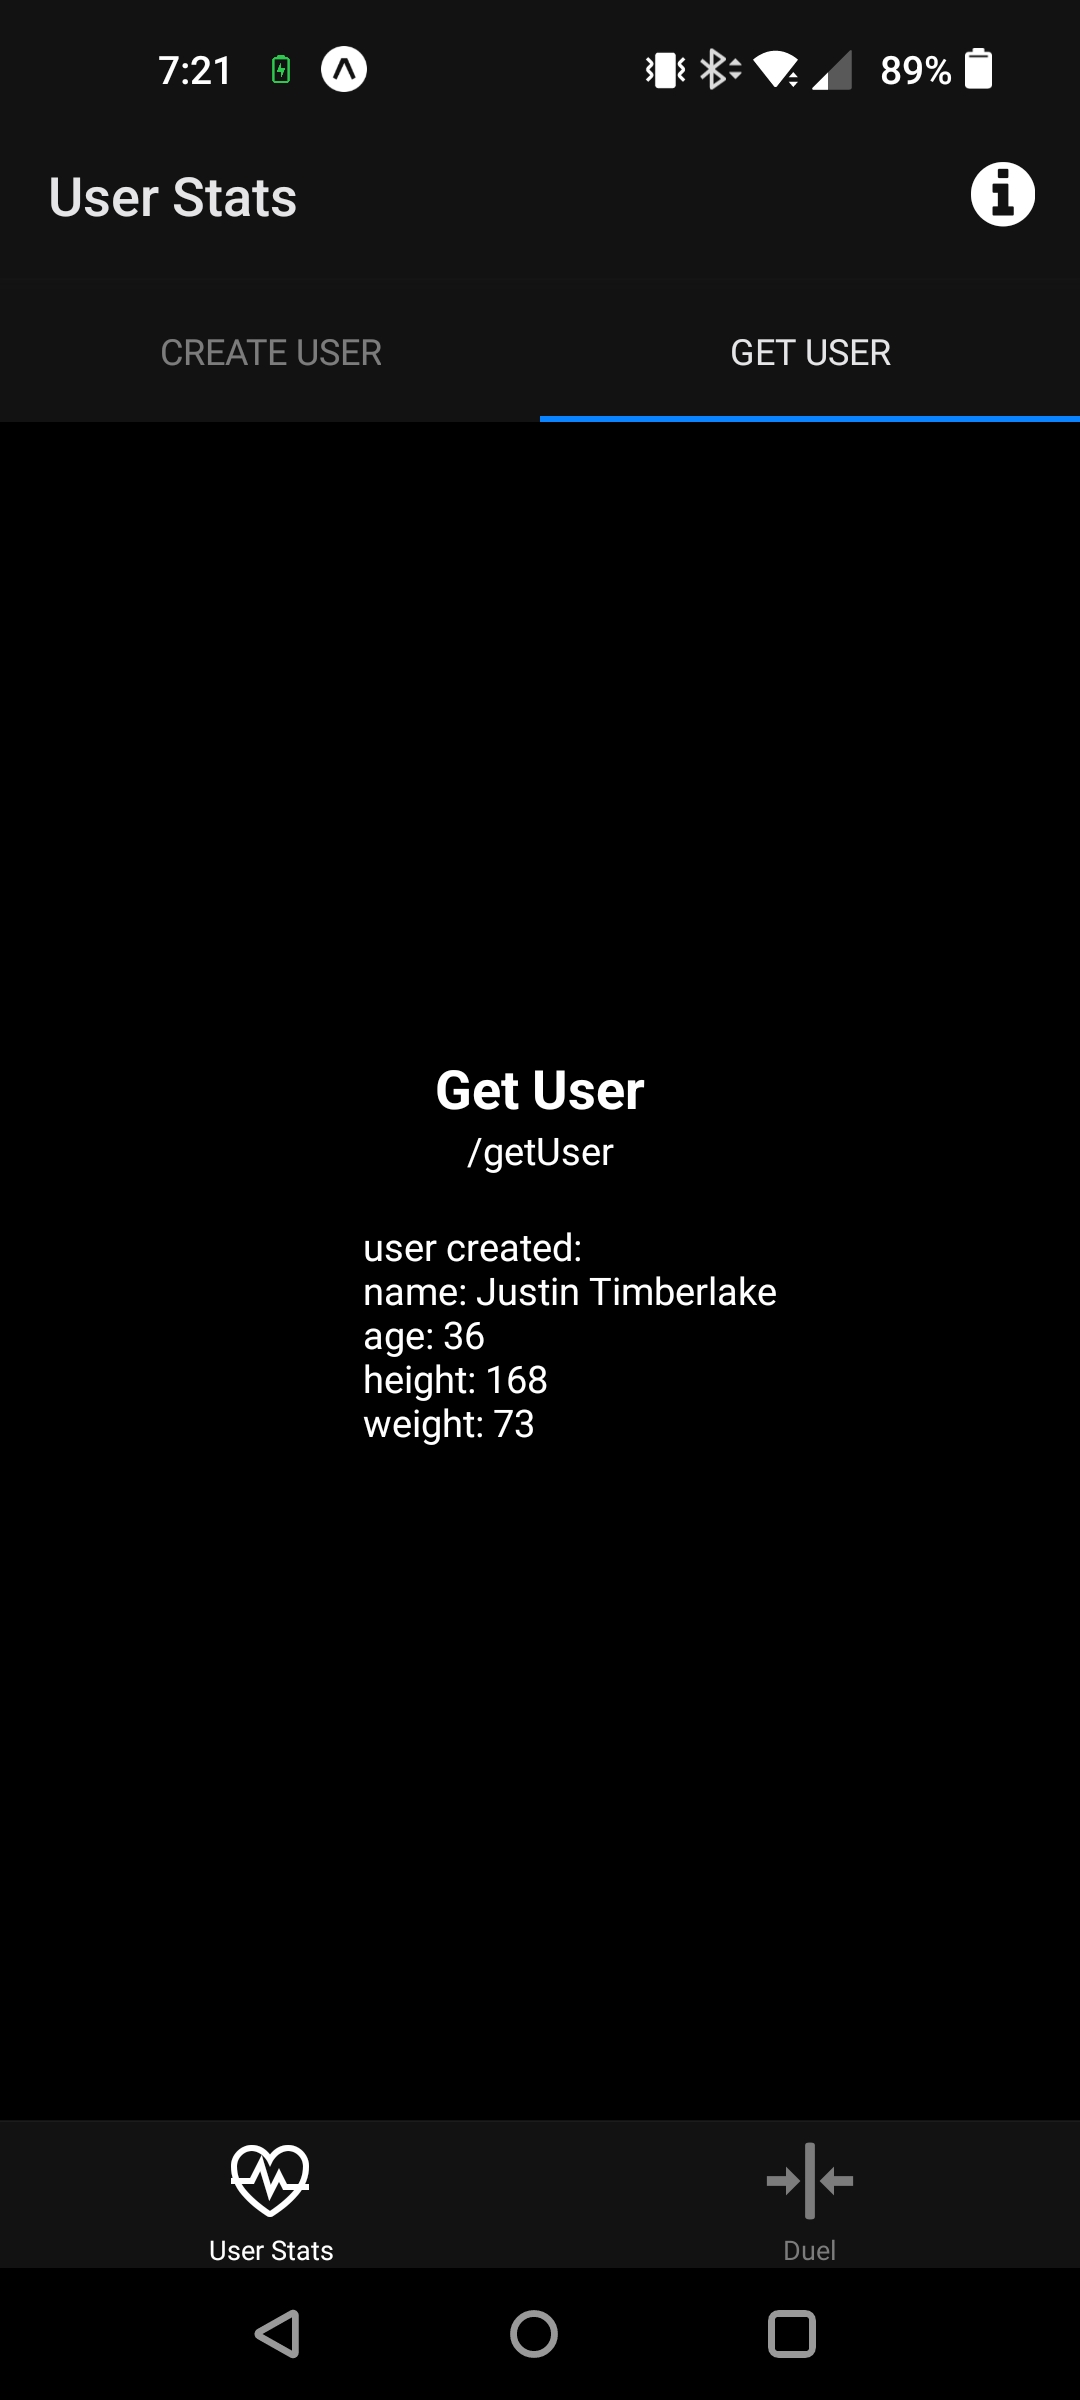 7:21 89%
User Stats
CREATE USER GET USER
Get User
/getUser
user created:
name: Justin Timberlake
age: 36
height: 168
weight: 73
User Stats Duel